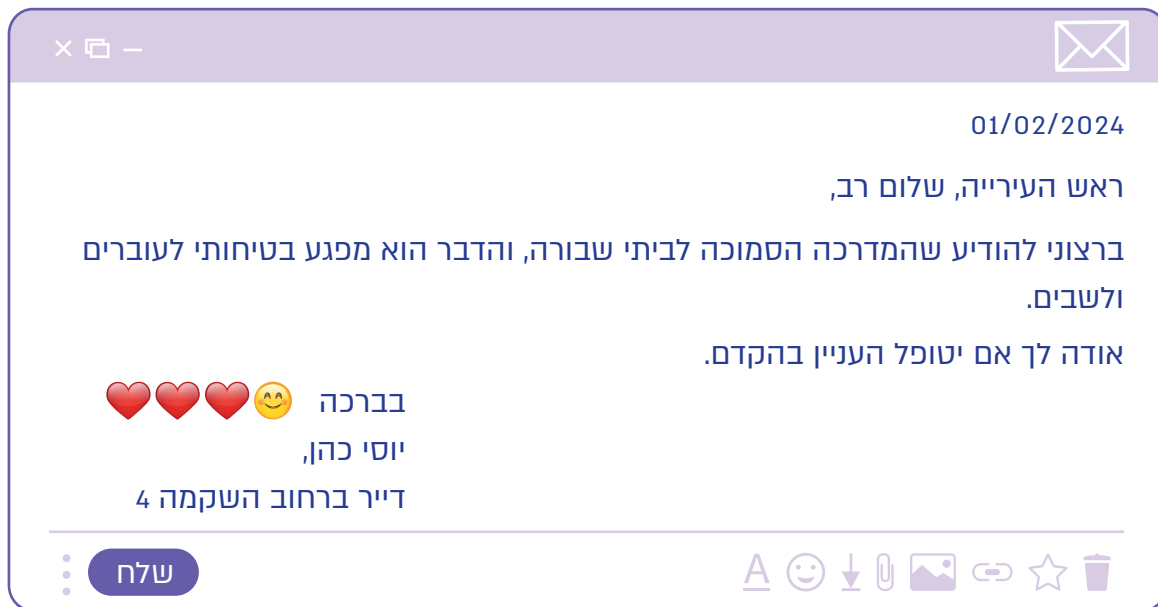 01/02/2024
ראש העירייה, שלום רב,
ברצוני להודיע שהמדרכה הסמוכה לביתי שבורה, והדבר הוא מפגע בטיחותי לעוברים
ולשבים.
אודה לך אם יטופל העניין בהקדם.
בברכה 😊❤️❤️❤️
יוסי כהן,
דייר ברחוב השקמה 4
A
שלח